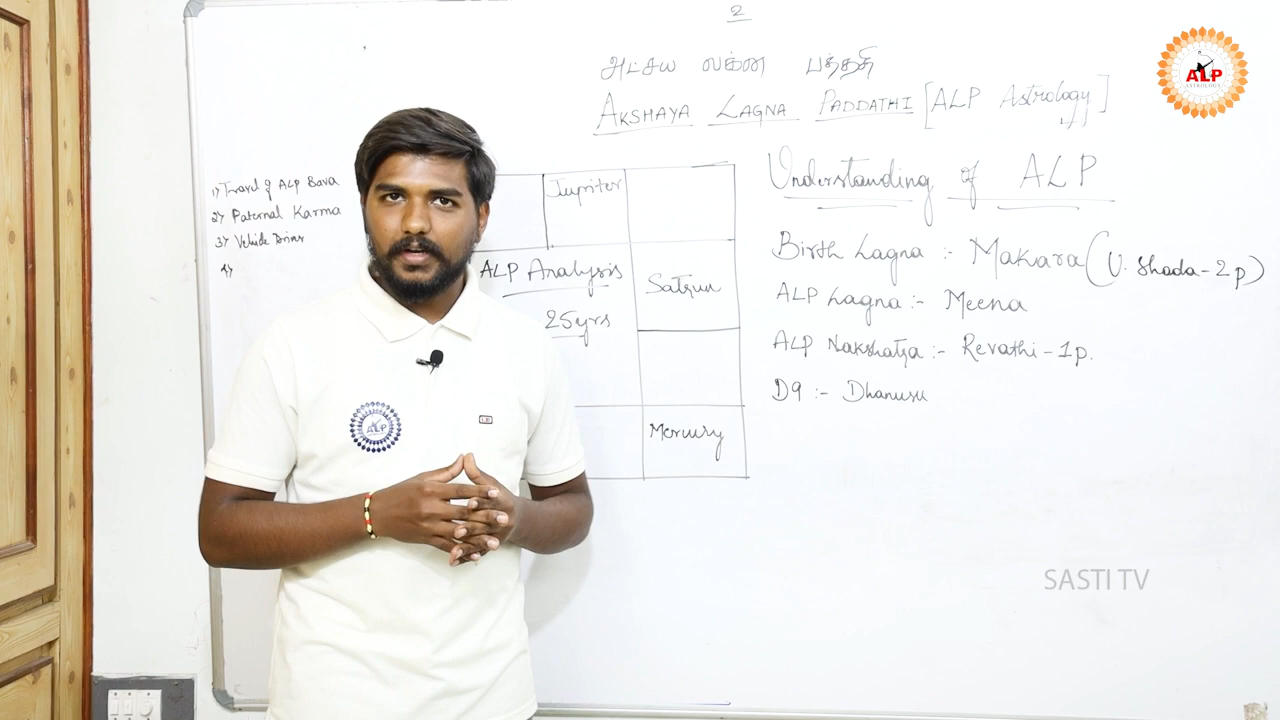 2
அட்சய லக்ன பத்ததி
AKSHAYA LAGNA PADDATHI [ALP Astrology]
ALP
ASTROLOGY
1) Travel of ALP Bava
2) Paternal Karma
3) Vehicle Driver
4)
Jupiter
ALP Analysis
25yrs
Saturn
Mercury
Understanding of ALP
Birth Lagna :- Makara (U. Shada-2p)
ALP Lagna :- Meena
ALP Nakshatra :- Revathi-1p.
D9 :- Dhanusu
ALP
SASTI TV